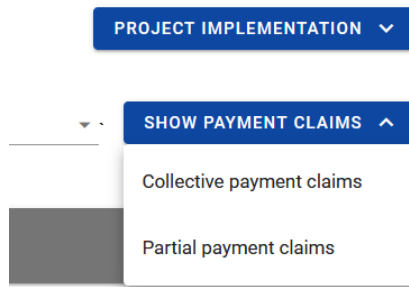 PROJECT IMPLEMENTATION
SHOW PAYMENT CLAIMS
Collective payment claims
Partial payment claims